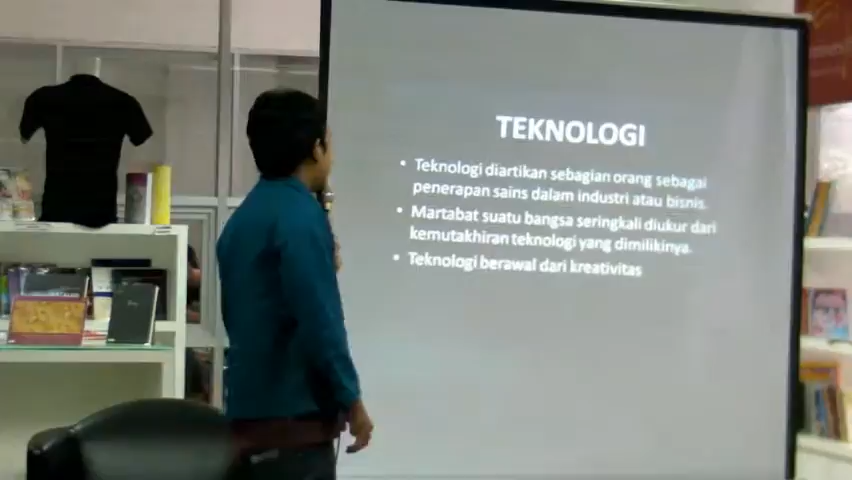 TEKNOLOGI
• Teknologi diartikan sebagian orang sebagai
penerapan sains dalam industri atau bisnis.
• Martabat suatu bangsa seringkali diukur dari
kemutakhiran teknologi yang dimilikinya.
• Teknologi berawal dari kreativitas